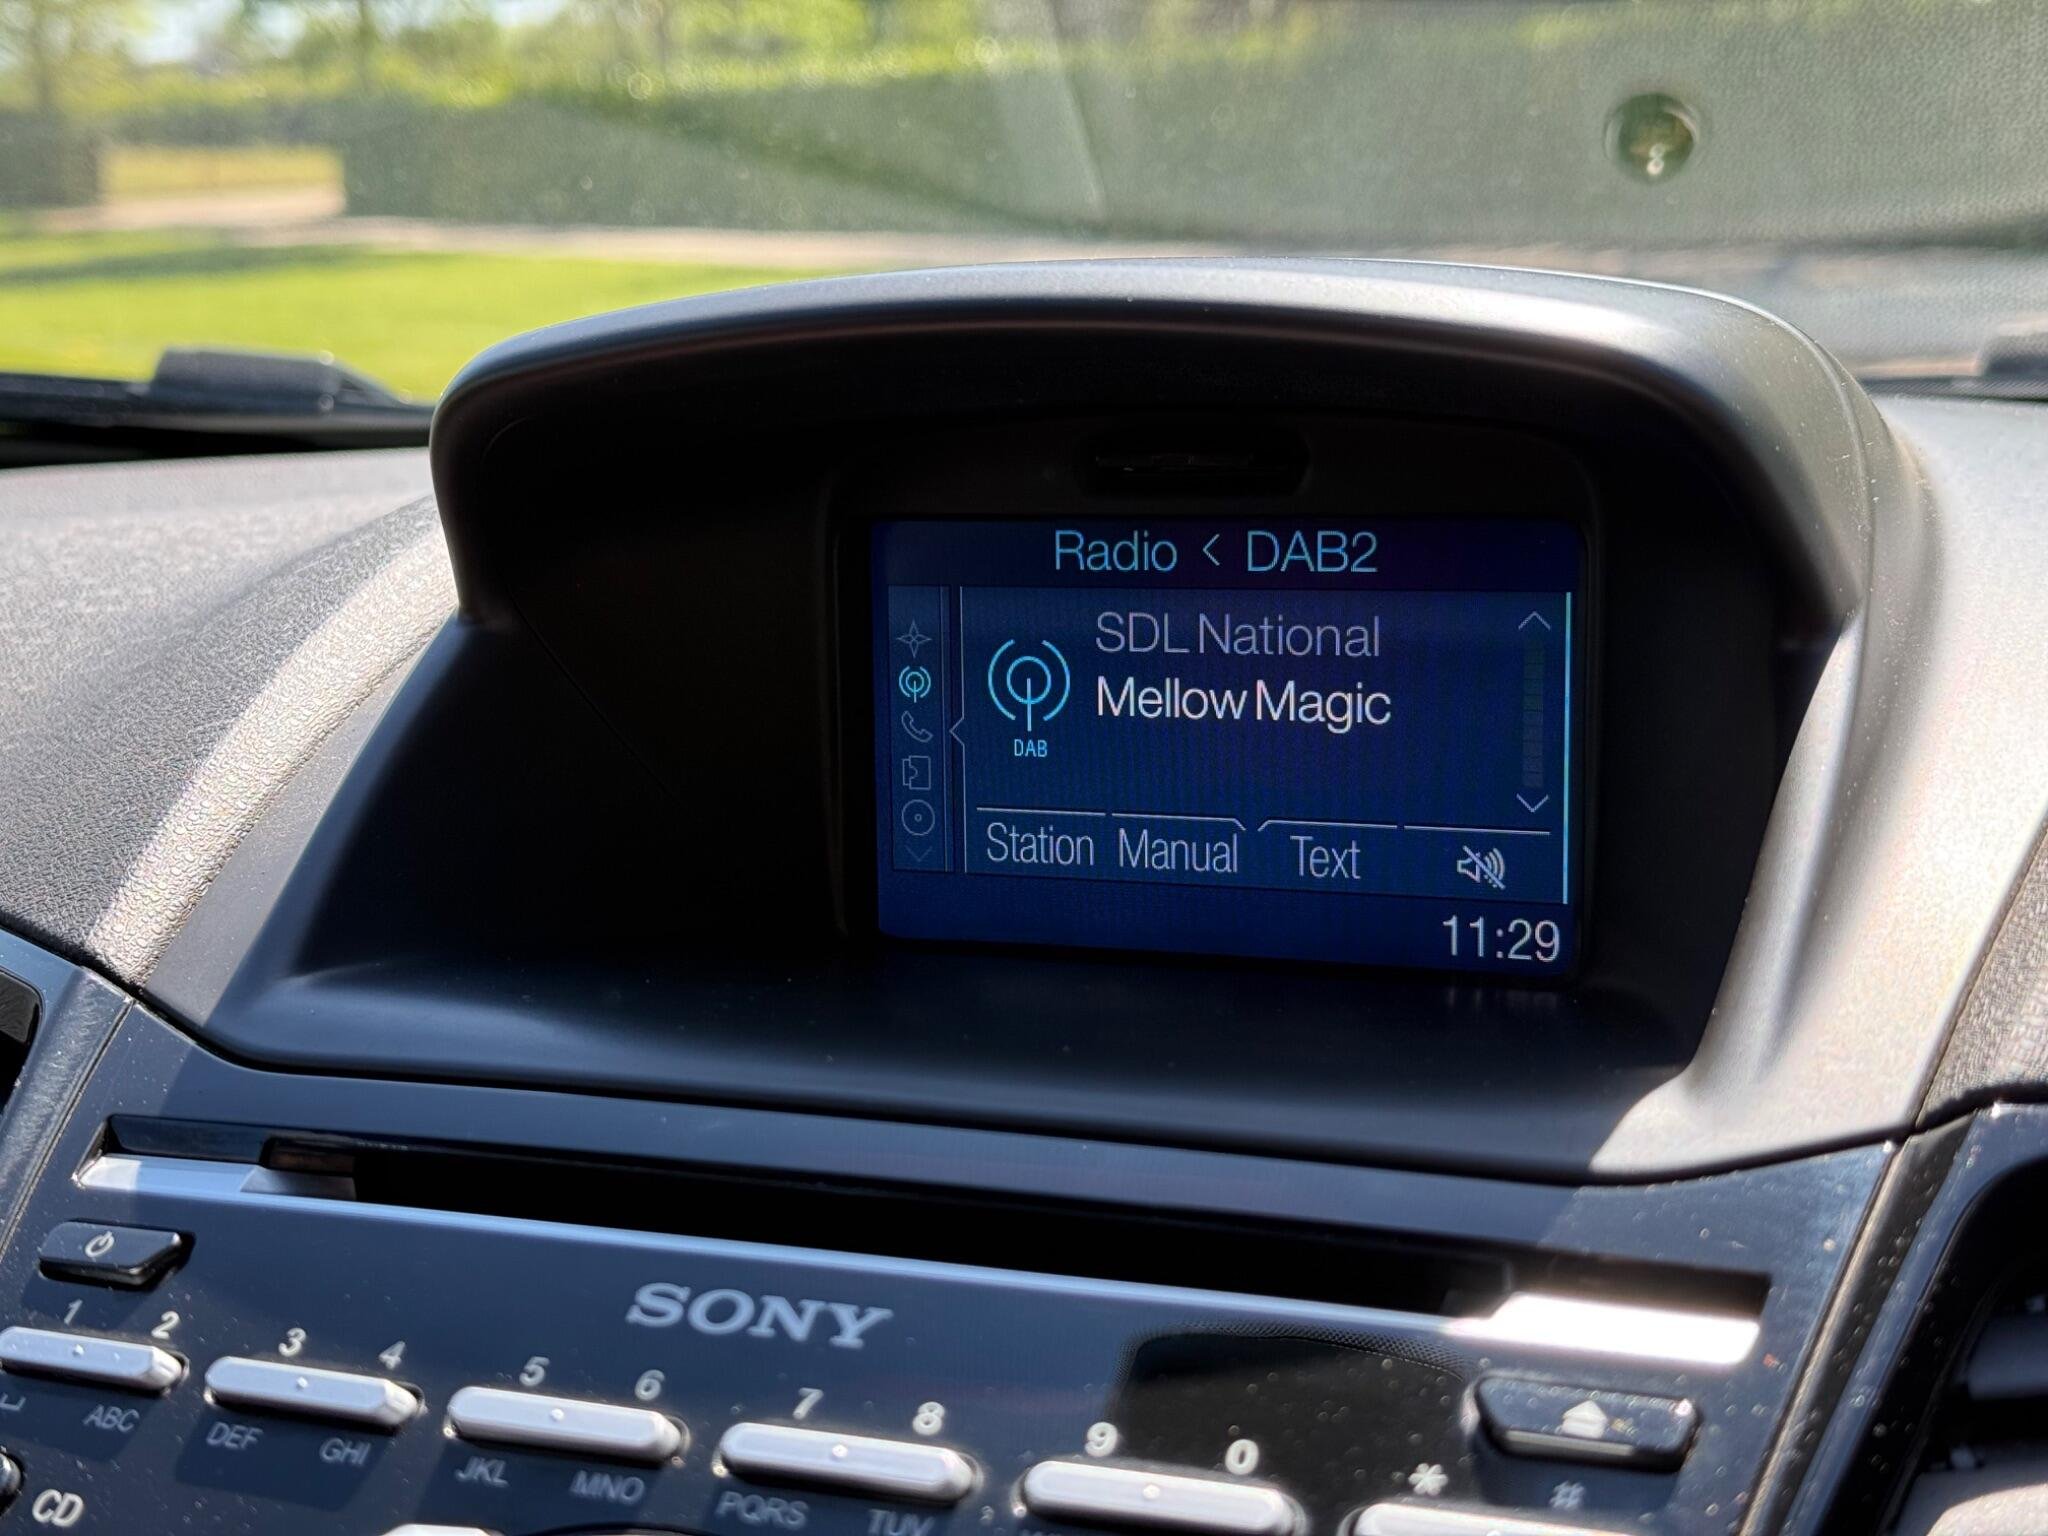 Radio < DAB2
SDL National
Mellow Magic
DAB
Station Manual Text
11:29
SONY
1 2 3 4 5 6 7 8 9 0 * #
ABC DEF GHI JKL MNO PQRS TUV
CD